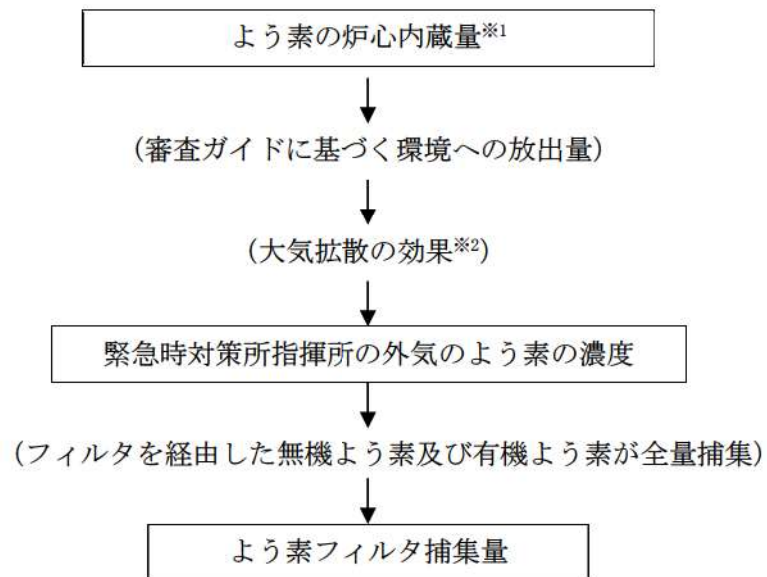 よう素の炉心内蔵量※1
(審査ガイドに基づく環境への放出量)
(大気拡散の効果※2)
緊急時対策所指揮所の外気のよう素の濃度
(フィルタを経由した無機よう素及び有機よう素が全量捕集)
よう素フィルタ捕集量